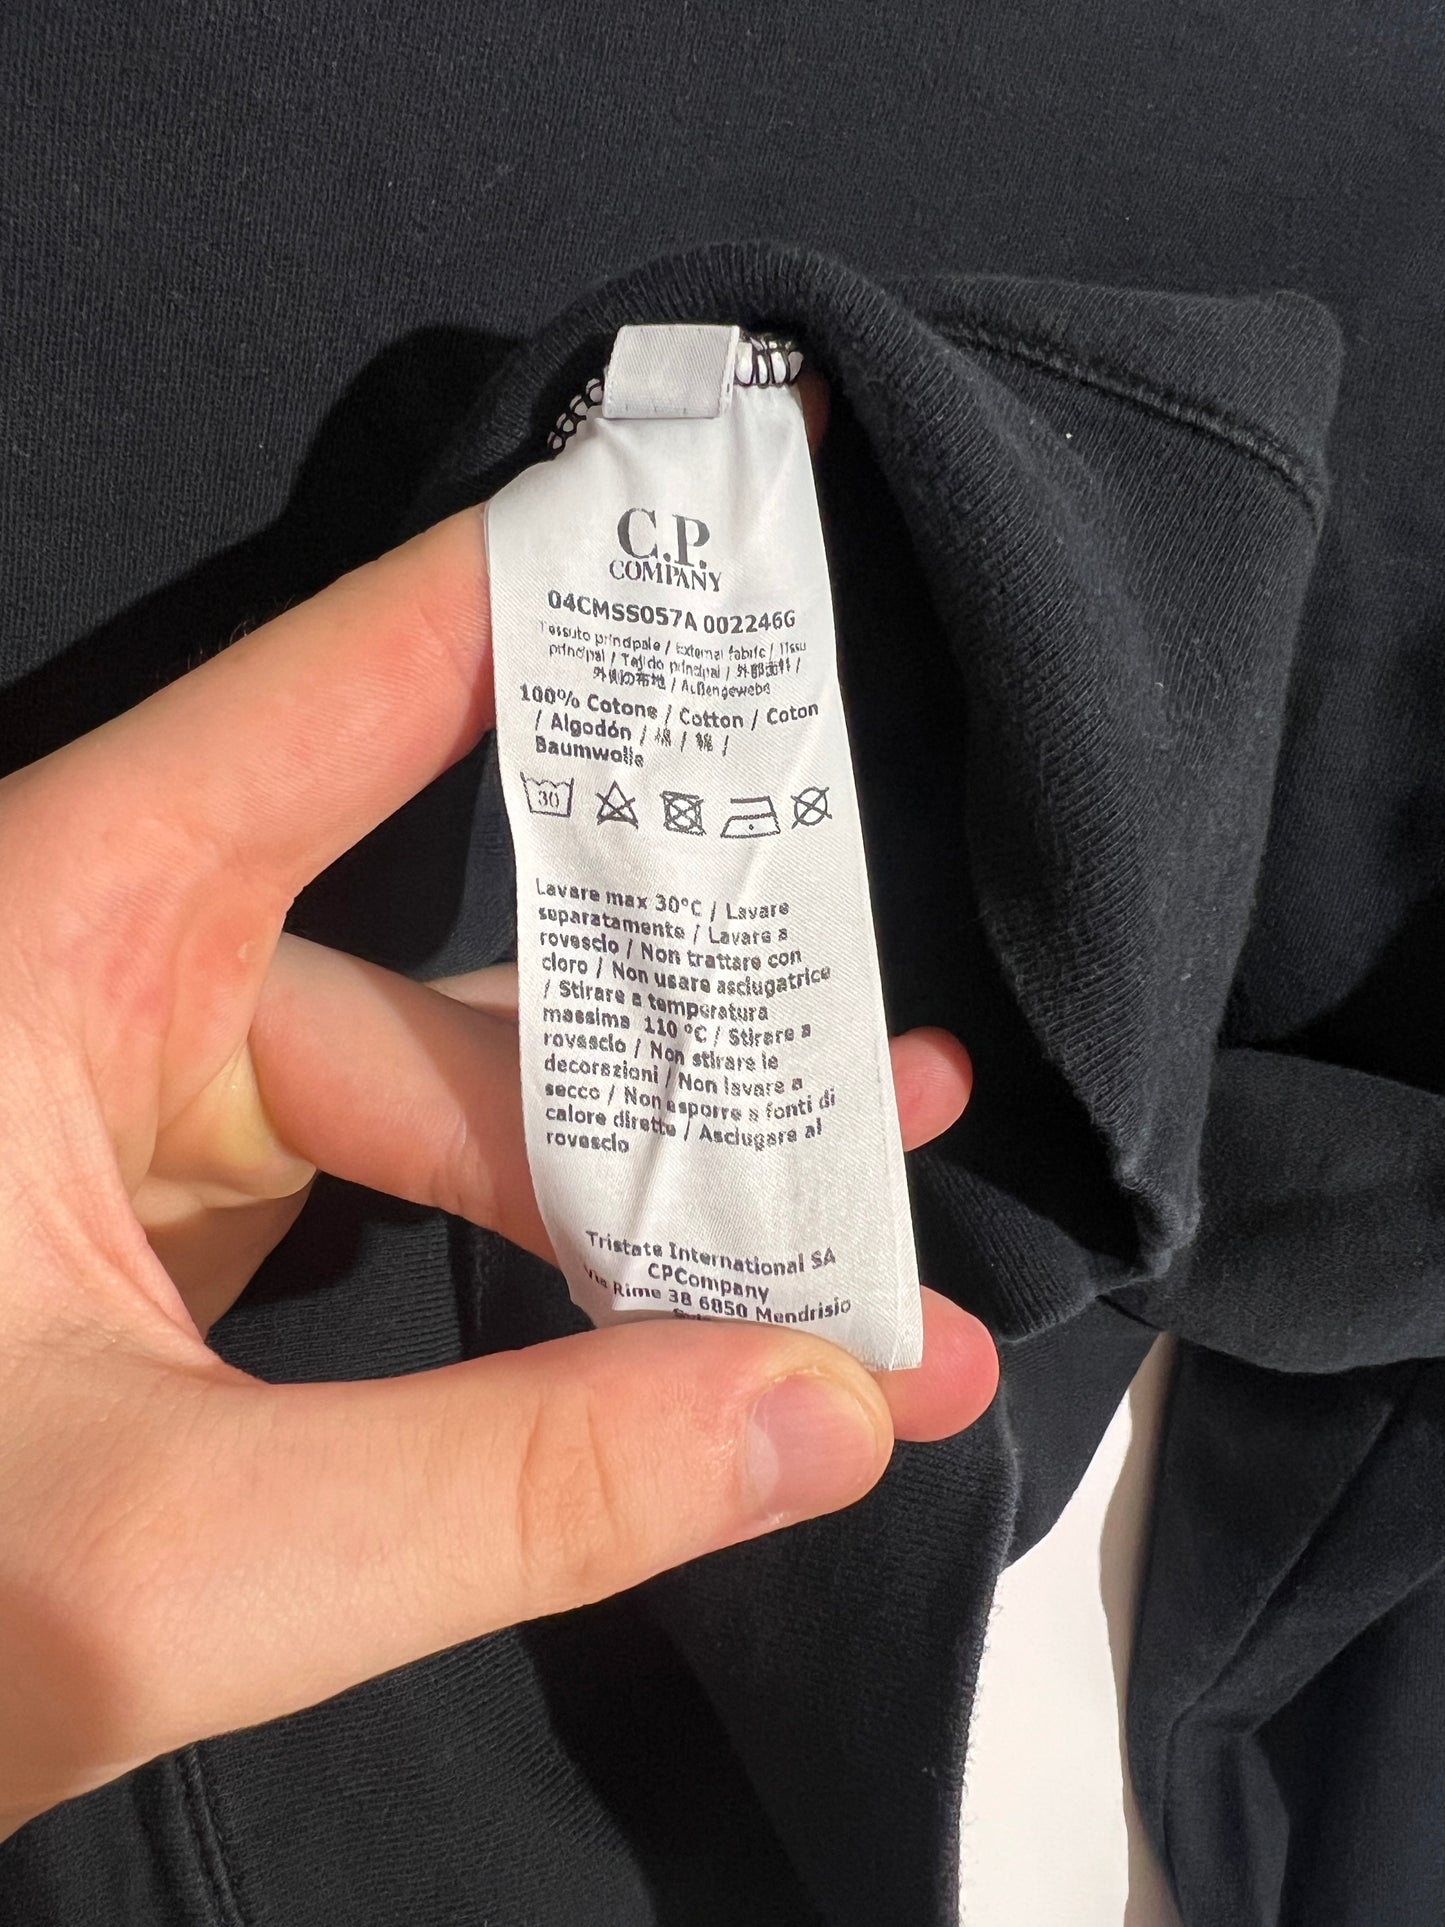 C.P.
COMPANY
04CMSS057A 002246G
Tessuto principale / External fabric / Tissu
principal / Tejido principal / 外部面料 /
外側の布地 / Außengewebe
100% Cotone / Cotton / Coton
/ Algodón / 棉 / 綿 /
Baumwolle
30
Lavare max 30°C / Lavare
separatamente / Lavare a
rovescio / Non trattare con
cloro / Non usare asciugatrice
/ Stirare a temperatura
massima 110 °C / Stirare a
rovescio / Non stirare le
decorazioni / Non lavare a
secco / Non esporre a fonti di
calore dirette / Asciugare al
rovescio
Tristate International SA
CPCompany
Via Rime 38 6850 Mendrisio